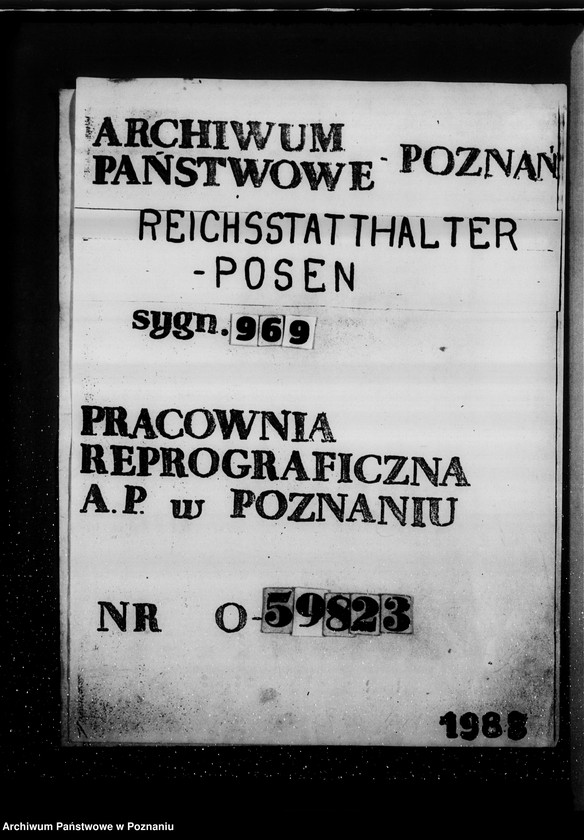 ARCHIWUM
PAŃSTWOWE - POZNAŃ
REICHSSTATTHALTER
-POSEN
sygn. 969
PRACOWNIA
REPROGRAFICZNA
A.P. w POZNANIU
NR O-59823
1988
Archiwum Państwowe w Poznaniu